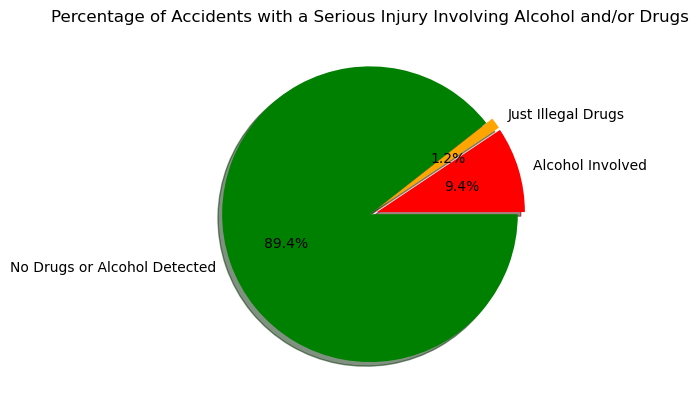 Percentage of Accidents with a Serious Injury Involving Alcohol and/or Drugs
Just Illegal Drugs
1.2%
Alcohol Involved
9.4%
89.4%
No Drugs or Alcohol Detected